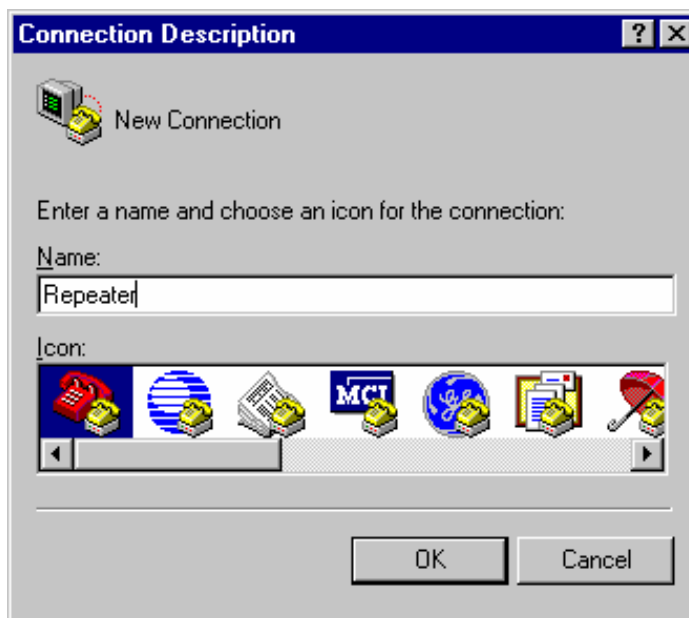 Connection Description
New Connection
Enter a name and choose an icon for the connection:
Name:
Repeater
Icon:
MCI
OK
Cancel